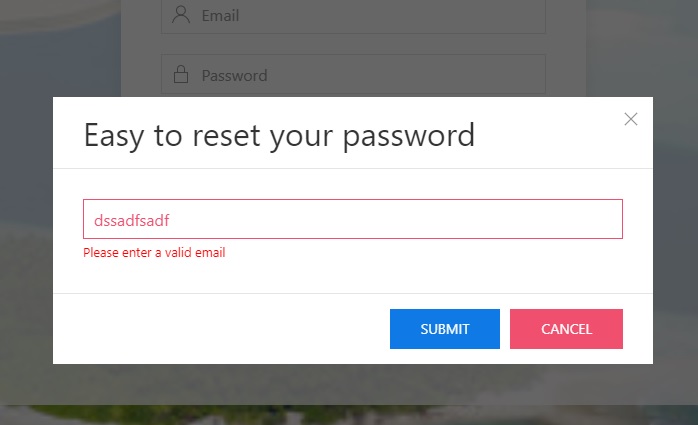 Email
Password
Easy to reset your password
dssadfsadf
Please enter a valid email
SUBMIT
CANCEL